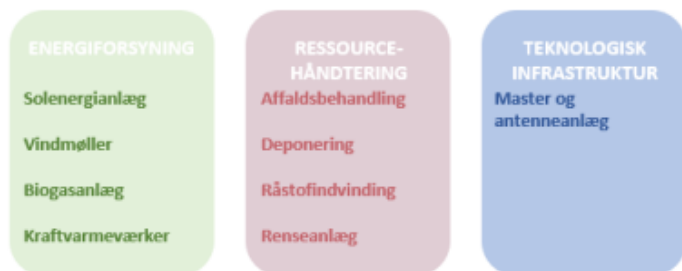 ENERGIFORSYNING
Solenergianlæg
Vindmøller
Biogasanlæg
Kraftvarmeværker
RESSOURCE-
HÅNDTERING
Affaldsbehandling
Deponering
Råstofindvinding
Renseanlæg
TEKNOLOGISK
INFRASTRUKTUR
Master og
antenneanlæg